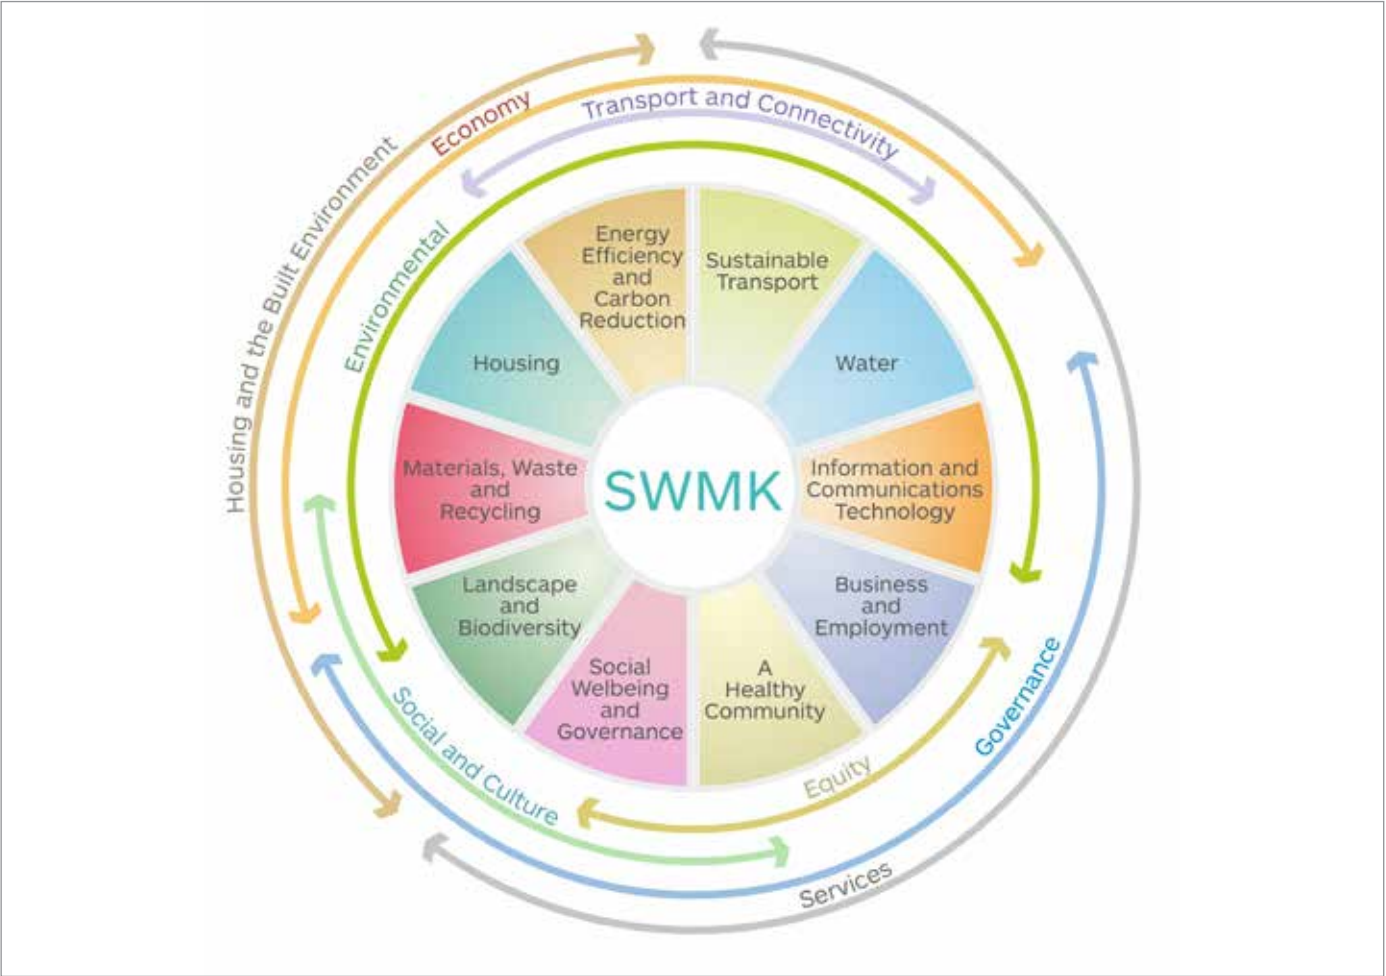 Housing and the Built Environment
Economy
Transport and Connectivity
Environmental
Energy
Efficiency
and
Carbon
Reduction
Sustainable
Transport
Housing
Water
Materials, Waste
and
Recycling
SWMK
Information and
Communications
Technology
Landscape
and
Biodiversity
Business
and
Employment
Social
Welbeing
and
Governance
A
Healthy
Community
Social and Culture
Equity
Governance
Services